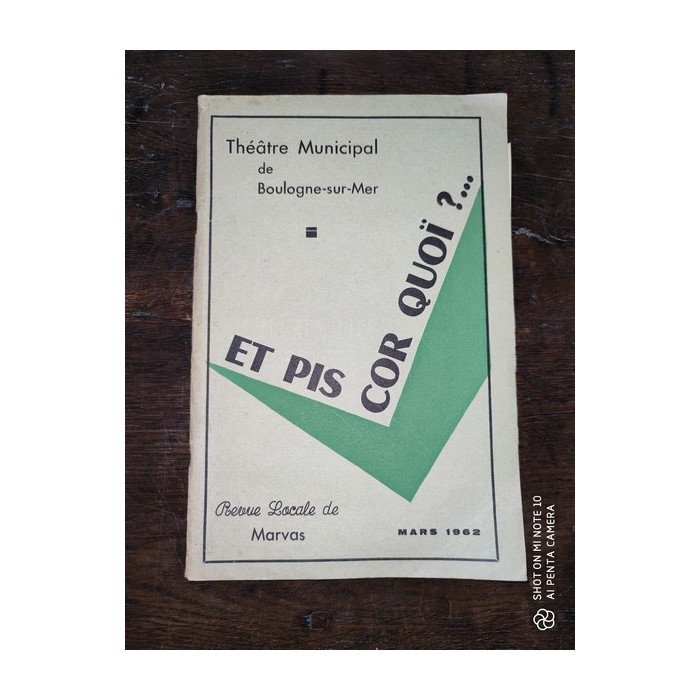 Théâtre Municipal
de
Boulogne-sur-Mer
ET PIS COR QUOÏ ?...
Revue Locale de
Marvas
MARS 1962
SHOT ON MI NOTE 10
AI PENTA CAMERA